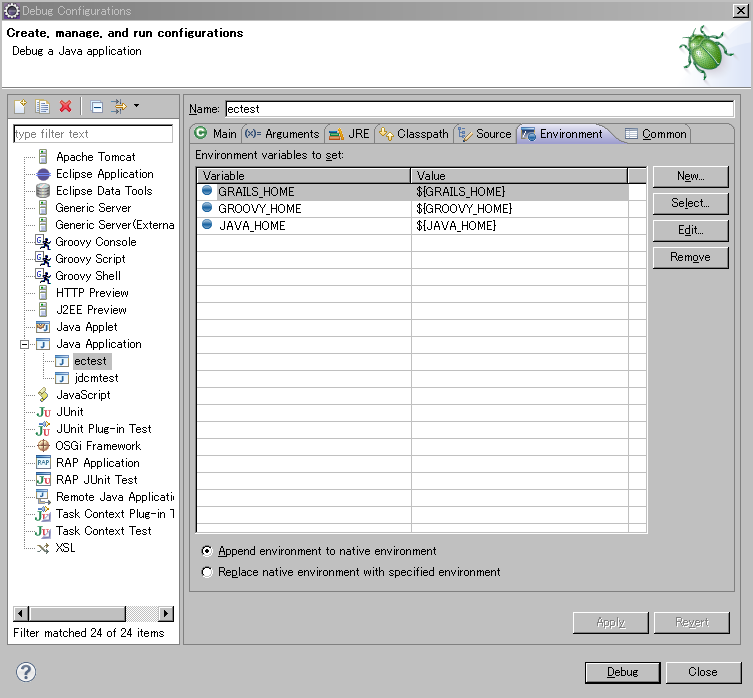 Debug Configurations
Create, manage, and run configurations
Debug a Java application
type filter text
Apache Tomcat
Eclipse Application
Eclipse Data Tools
Generic Server
Generic Server(Externa
Groovy Console
Groovy Script
Groovy Shell
HTTP Preview
J2EE Preview
Java Applet
Java Application
ectest
jdcmtest
JavaScript
JUnit
JUnit Plug-in Test
OSGi Framework
RAP Application
RAP JUnit Test
Remote Java Applicati
Task Context Plug-in T
Task Context Test
XSL
Filter matched 24 of 24 items
Name: ectest
Main (x)= Arguments JRE Classpath Source Environment Common
Environment variables to set:
Variable Value
GRAILS_HOME ${GRAILS_HOME}
GROOVY_HOME ${GROOVY_HOME}
JAVA_HOME ${JAVA_HOME}
New...
Select...
Edit...
Remove
Append environment to native environment
Replace native environment with specified environment
Apply Revert
? Debug Close